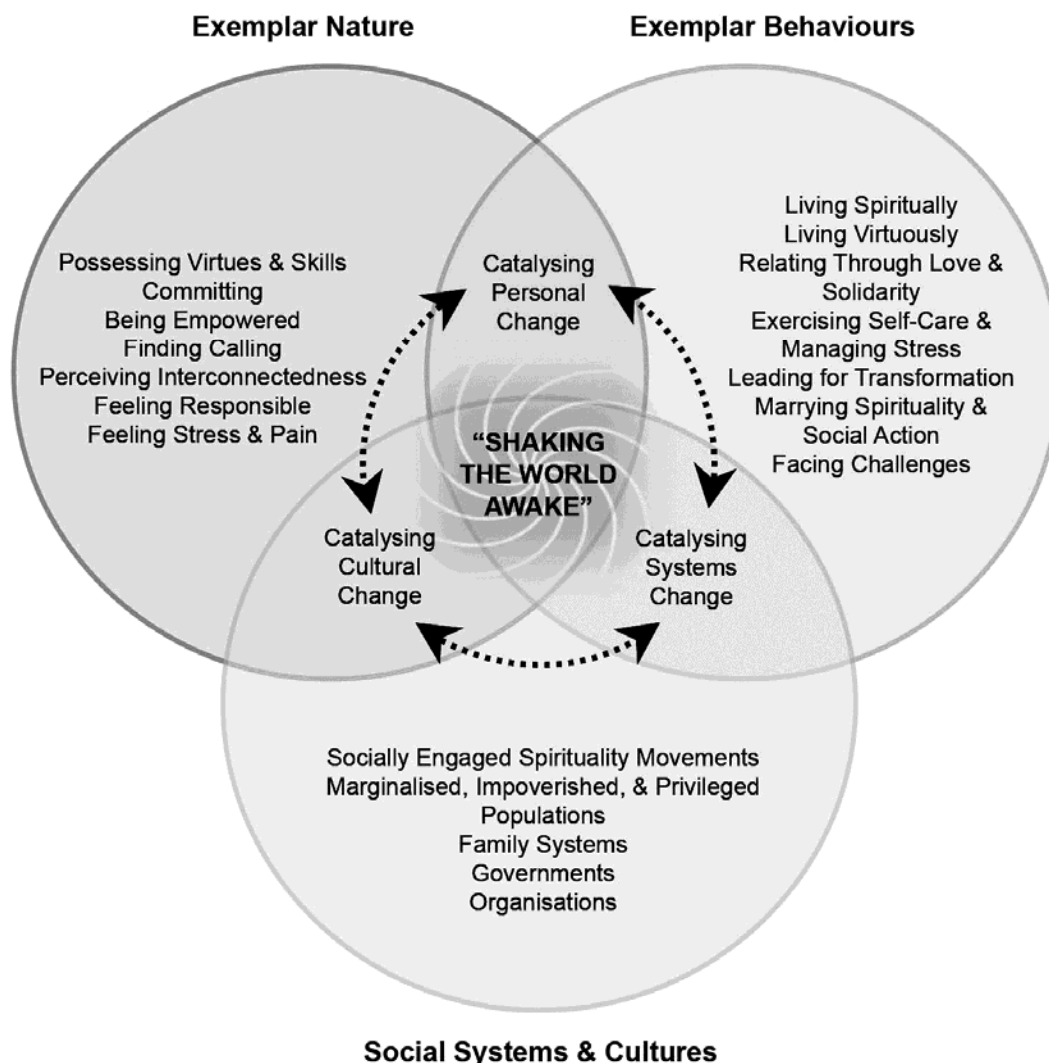 Exemplar Nature
Exemplar Behaviours
Possessing Virtues & Skills
Committing
Being Empowered
Finding Calling
Perceiving Interconnectedness
Feeling Responsible
Feeling Stress & Pain
Catalysing
Personal
Change
Living Spiritually
Living Virtuously
Relating Through Love &
Solidarity
Exercising Self-Care &
Managing Stress
Leading for Transformation
Marrying Spirituality &
Social Action
Facing Challenges
“SHAKING
THE WORLD
AWAKE”
Catalysing
Cultural
Change
Catalysing
Systems
Change
Socially Engaged Spirituality Movements
Marginalised, Impoverished, & Privileged
Populations
Family Systems
Governments
Organisations
Social Systems & Cultures